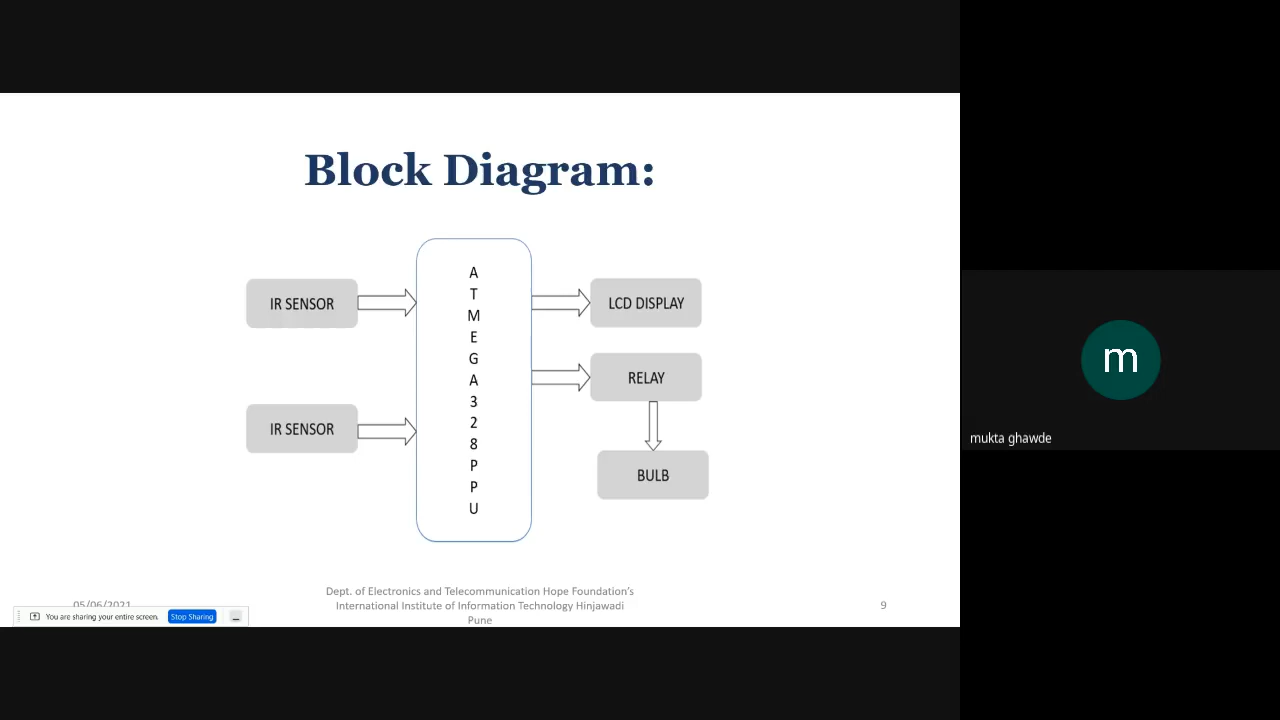 Block Diagram:
IR SENSOR
IR SENSOR
A
T
M
E
G
A
3
2
8
P
P
U
LCD DISPLAY
RELAY
BULB
05/06/2021
Dept. of Electronics and Telecommunication Hope Foundation's
International Institute of Information Technology Hinjawadi
Pune
9
You are sharing your entire screen.
Stop Sharing
m
mukta ghawde